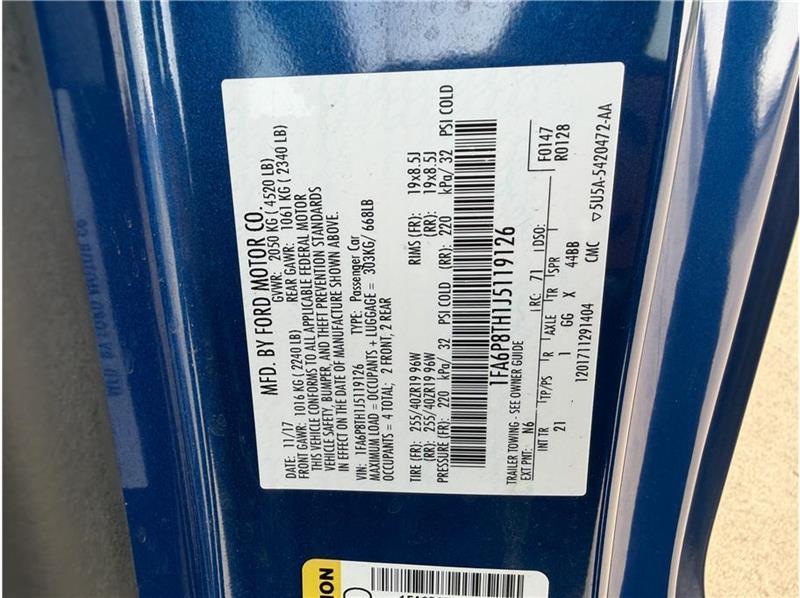 MFD. BY FORD MOTOR CO.
DATE: 11/17 GVWR: 2050 KG ( 4520 LB)
FRONT GAWR: 1016 KG ( 2240 LB) REAR GAWR: 1061 KG ( 2340 LB)
THIS VEHICLE CONFORMS TO ALL APPLICABLE FEDERAL MOTOR
VEHICLE SAFETY, BUMPER, AND THEFT PREVENTION STANDARDS
IN EFFECT ON THE DATE OF MANUFACTURE SHOWN ABOVE.
VIN: 1FA6P8TH1J5119126 TYPE: Passenger Car
MAXIMUM LOAD = OCCUPANTS + LUGGAGE = 303KG/ 668LB
OCCUPANTS = 4 TOTAL; 2 FRONT, 2 REAR
TIRE (FR): 255/40ZR19 96W RIMS (FR): 19x8.5J
(RR): 255/40ZR19 96W (RR): 19x8.5J
PRESSURE (FR): 220 kPa/ 32 PSI COLD (RR): 220 kPa/ 32 PSI COLD
1FA6P8TH1J5119126
TRAILER TOWING - SEE OWNER GUIDE
EXT PNT: N6 RC: 71 DSO: F0147
R0128
INT TR TP/PS R AXLE TR SPR
21 I GG X I 44BB
1201711291404 CMC ▽5U5A-5420472-AA